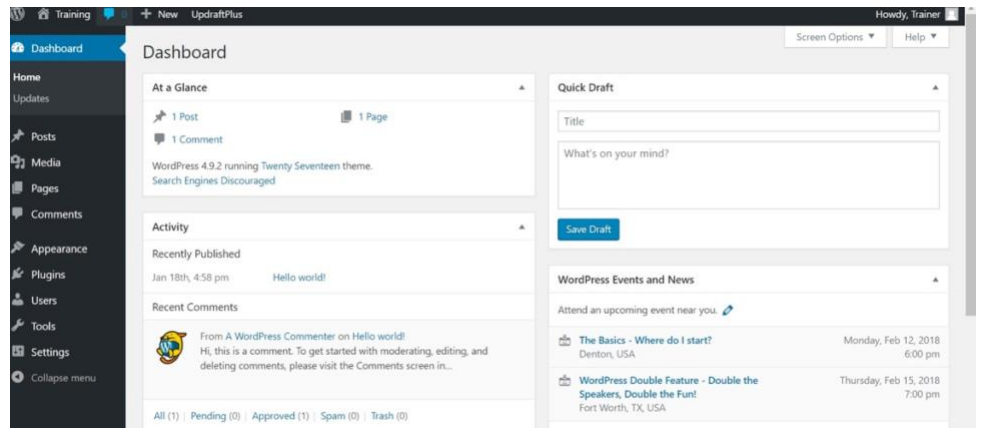 Training 0 New UpdraftPlus Howdy, Trainer
Screen Options ▼ Help ▼
Dashboard
Home
Updates
Posts
Media
Pages
Comments
Appearance
Plugins
Users
Tools
Settings
Collapse menu
Dashboard
At a Glance
1 Post 1 Page
1 Comment
WordPress 4.9.2 running Twenty Seventeen theme.
Search Engines Discouraged
Activity
Recently Published
Jan 18th, 4:58 pm Hello world!
Recent Comments
From A WordPress Commenter on Hello world!
Hi, this is a comment. To get started with moderating, editing, and
deleting comments, please visit the Comments screen in...
All (1) | Pending (0) | Approved (1) | Spam (0) | Trash (0)
Quick Draft
Title
What's on your mind?
Save Draft
WordPress Events and News
Attend an upcoming event near you.
The Basics - Where do I start? Monday, Feb 12, 2018
Denton, USA 6:00 pm
WordPress Double Feature - Double the Thursday, Feb 15, 2018
Speakers, Double the Fun! 7:00 pm
Fort Worth, TX, USA